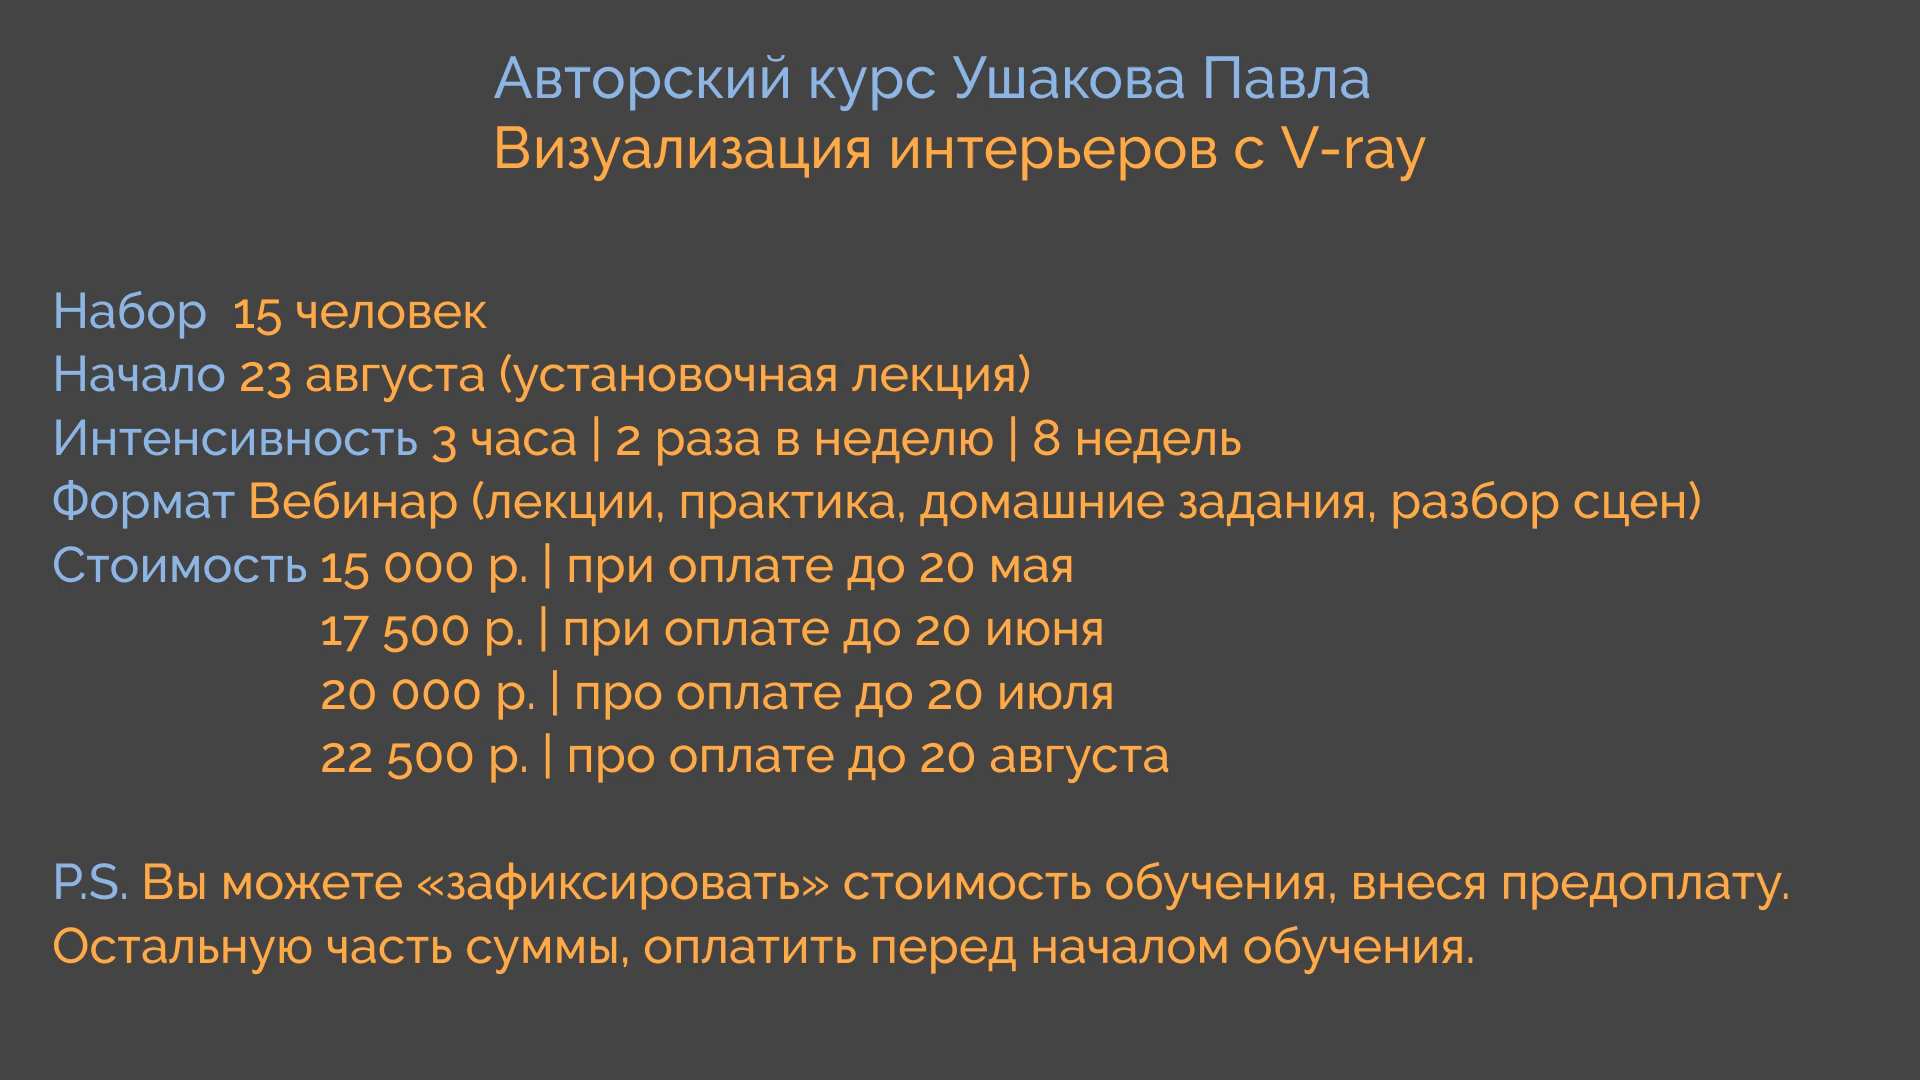 Авторский курс Ушакова Павла
Визуализация интерьеров с V-ray
Набор 15 человек
Начало 23 августа (установочная лекция)
Интенсивность 3 часа | 2 раза в неделю | 8 недель
Формат Вебинар (лекции, практика, домашние задания, разбор сцен)
Стоимость 15 000 р. | при оплате до 20 мая
17 500 р. | при оплате до 20 июня
20 000 р. | про оплате до 20 июля
22 500 р. | про оплате до 20 августа
P.S. Вы можете «зафиксировать» стоимость обучения, внеся предоплату.
Остальную часть суммы, оплатить перед началом обучения.